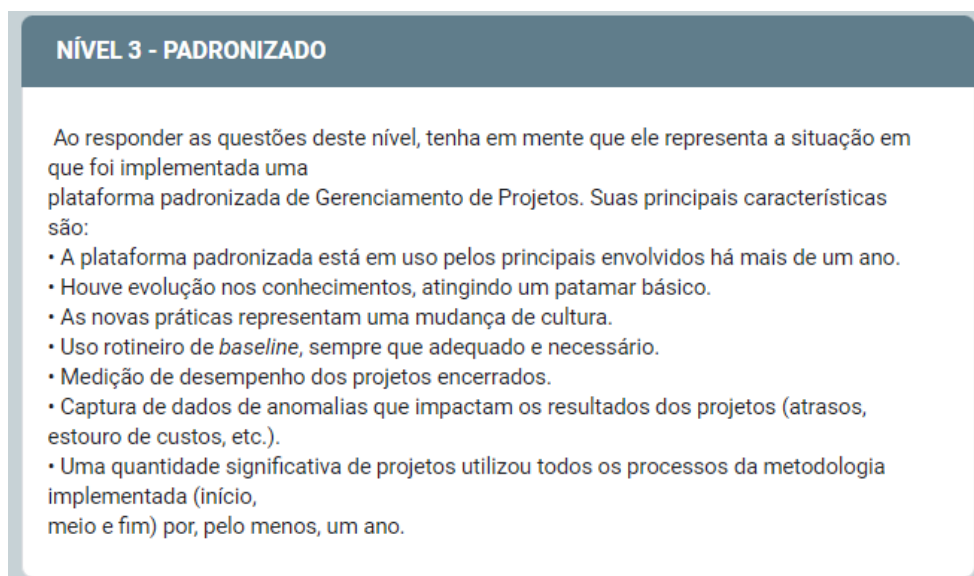 NÍVEL 3 - PADRONIZADO
Ao responder as questões deste nível, tenha em mente que ele representa a situação em
que foi implementada uma
plataforma padronizada de Gerenciamento de Projetos. Suas principais características
são:
• A plataforma padronizada está em uso pelos principais envolvidos há mais de um ano.
• Houve evolução nos conhecimentos, atingindo um patamar básico.
• As novas práticas representam uma mudança de cultura.
• Uso rotineiro de baseline, sempre que adequado e necessário.
• Medição de desempenho dos projetos encerrados.
• Captura de dados de anomalias que impactam os resultados dos projetos (atrasos,
estouro de custos, etc.).
• Uma quantidade significativa de projetos utilizou todos os processos da metodologia
implementada (início,
meio e fim) por, pelo menos, um ano.